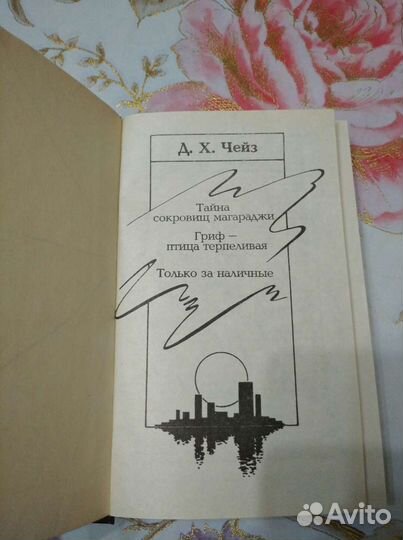 Д. Х. Чейз
Тайна
сокровищ магараджи
Гриф —
птица терпеливая
Только за наличные
Avito